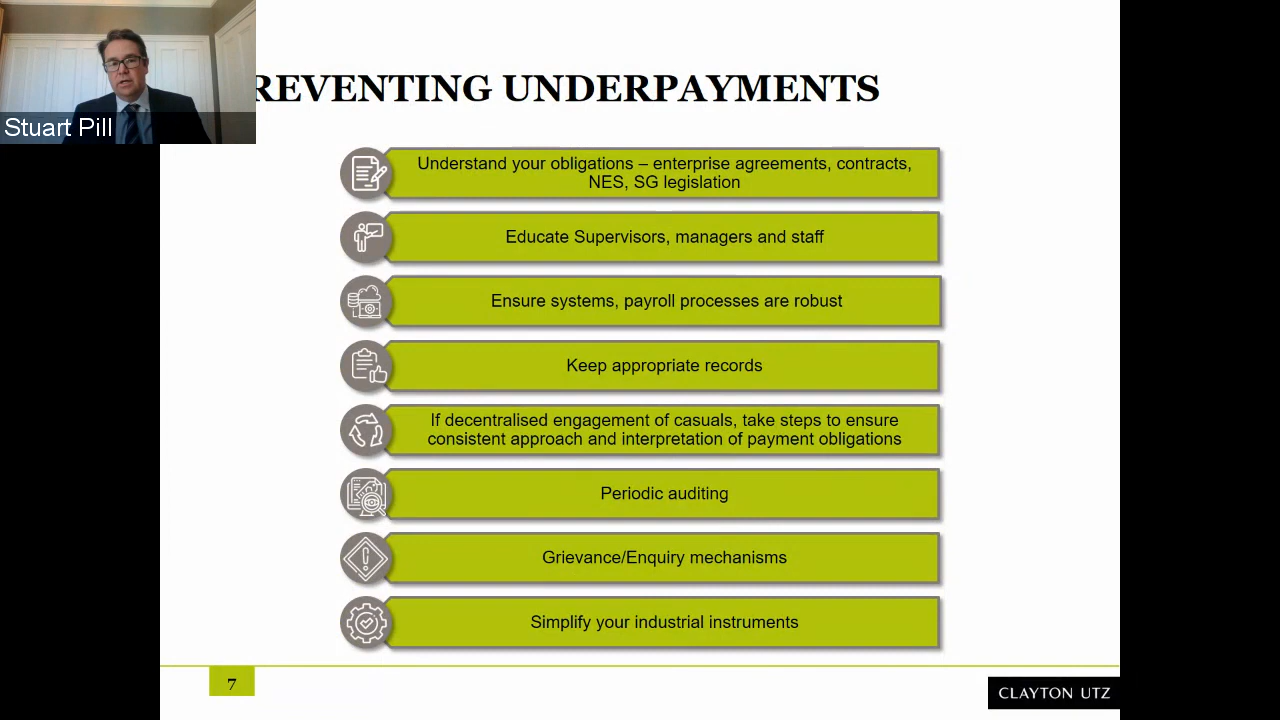 Stuart Pill
REVENTING UNDERPAYMENTS
Understand your obligations – enterprise agreements, contracts,
NES, SG legislation
Educate Supervisors, managers and staff
Ensure systems, payroll processes are robust
Keep appropriate records
If decentralised engagement of casuals, take steps to ensure
consistent approach and interpretation of payment obligations
Periodic auditing
Grievance/Enquiry mechanisms
Simplify your industrial instruments
7
CLAYTON UTZ